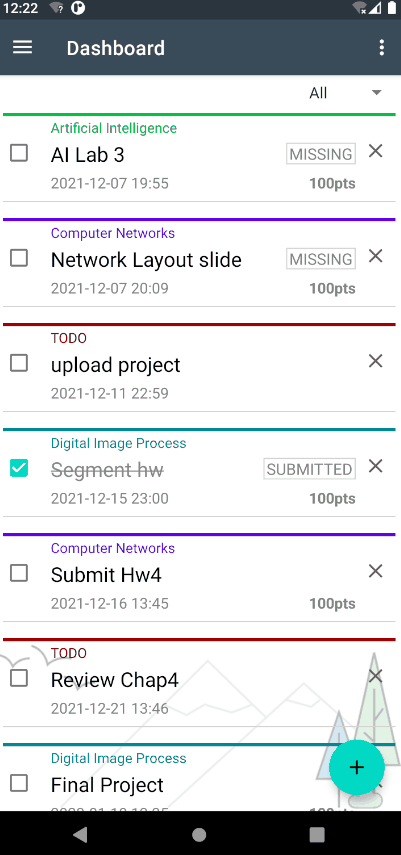 12:22
Dashboard
All
Artificial Intelligence
AI Lab 3
MISSING
2021-12-07 19:55
100pts
Computer Networks
Network Layout slide
MISSING
2021-12-07 20:09
100pts
TODO
upload project
2021-12-11 22:59
Digital Image Process
Segment hw
SUBMITTED
2021-12-15 23:00
100pts
Computer Networks
Submit Hw4
2021-12-16 13:45
100pts
TODO
Review Chap4
2021-12-21 13:46
Digital Image Process
Final Project